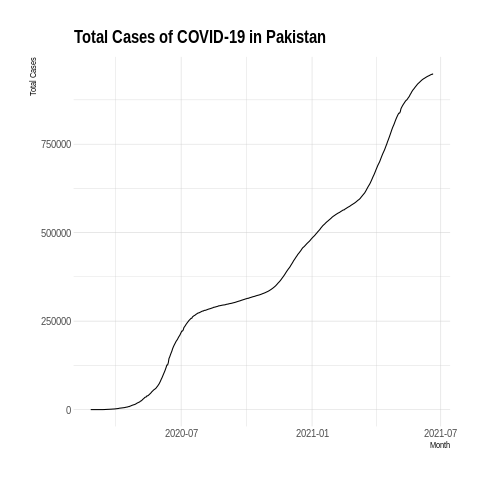 Total Cases of COVID-19 in Pakistan
Total Cases
750000
500000
250000
0
2020-07
2021-01
2021-07
Month